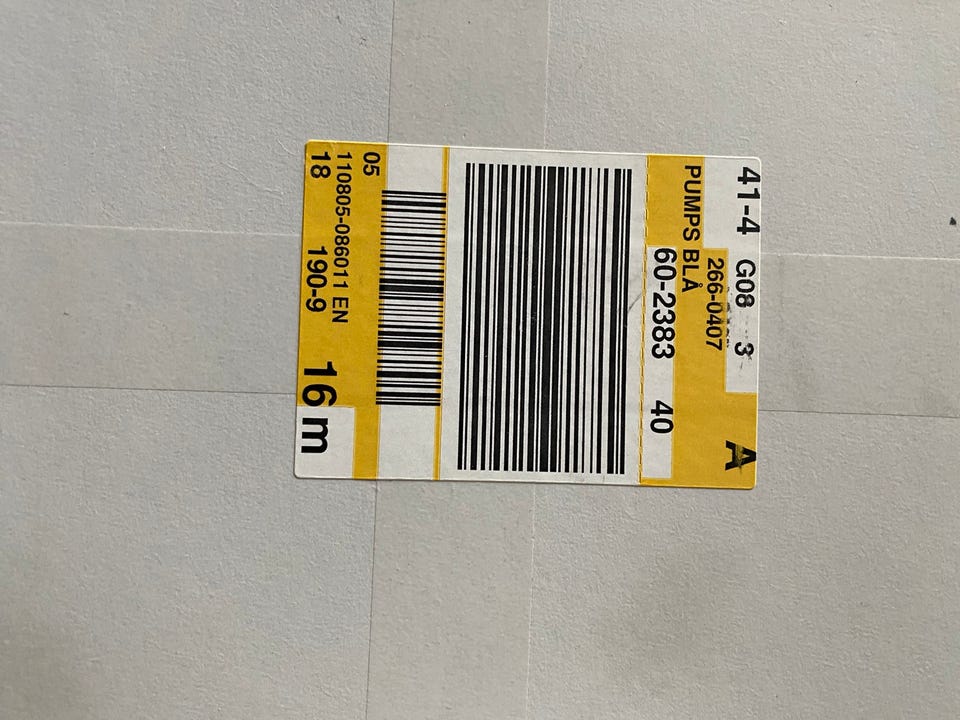 41-4 G08 3
266-0407 A
PUMPS BLÅ
60-2383 40
05
110805-086011 EN
18 190-9 16 m